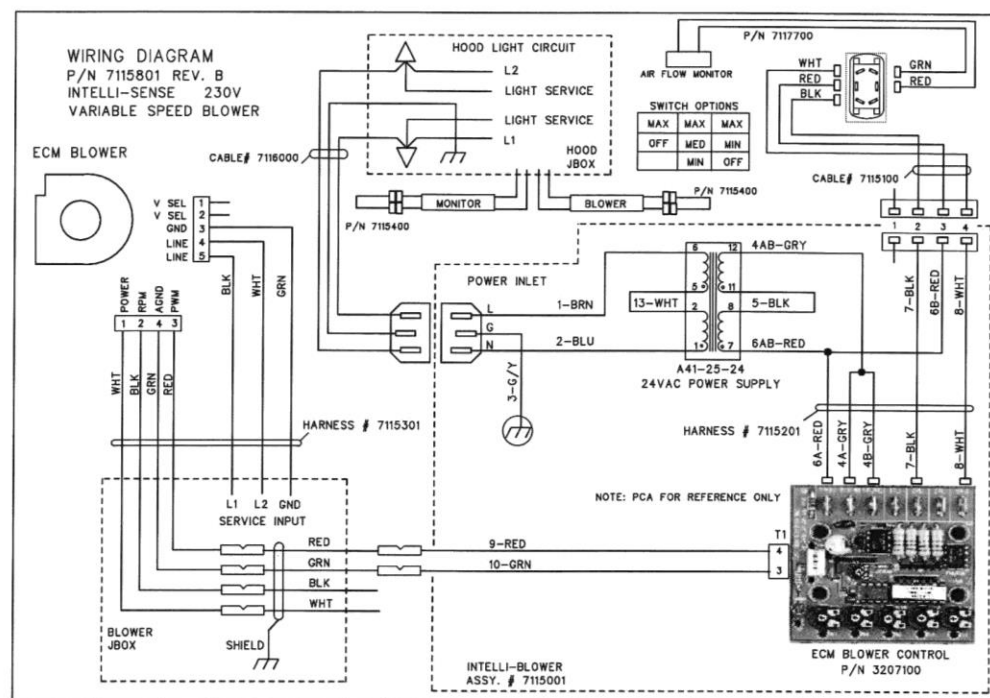 WIRING DIAGRAM
P/N 7115801 REV. B
INTELLI-SENSE 230V
VARIABLE SPEED BLOWER
ECM BLOWER
V SEL 1
V SEL 2
GND 3
LINE 4
LINE 5
BLK
WHT
GRN
POWER
RPM
AGND
PWM
1 2 4 3
WHT
BLK
GRN
RED
HARNESS # 7115301
L1 L2 GND
SERVICE INPUT
RED
GRN
BLK
WHT
BLOWER
JBOX
SHIELD
HOOD LIGHT CIRCUIT
L2
LIGHT SERVICE
LIGHT SERVICE
L1
HOOD
JBOX
CABLE# 7116000
MONITOR
BLOWER
P/N 7115400
P/N 7115400
P/N 7117700
AIR FLOW MONITOR
WHT
RED
BLK
GRN
RED
SWITCH OPTIONS
MAX MAX MAX
OFF MED MIN
MIN OFF
CABLE# 7115100
1 2 3 4
POWER INLET
L
G
N
1-BRN
13-WHT
2-BLU
3-G/Y
6 12
5 11
2 8
1 7
4AB-GRY
5-BLK
6AB-RED
A41-25-24
24VAC POWER SUPPLY
7-BLK
6B-RED
8-WHT
HARNESS # 7115201
6A-RED
4A-GRY
4B-GRY
7-BLK
8-WHT
NOTE: PCA FOR REFERENCE ONLY
T1
4
3
9-RED
10-GRN
INTELLI-BLOWER
ASSY. # 7115001
ECM BLOWER CONTROL
P/N 3207100